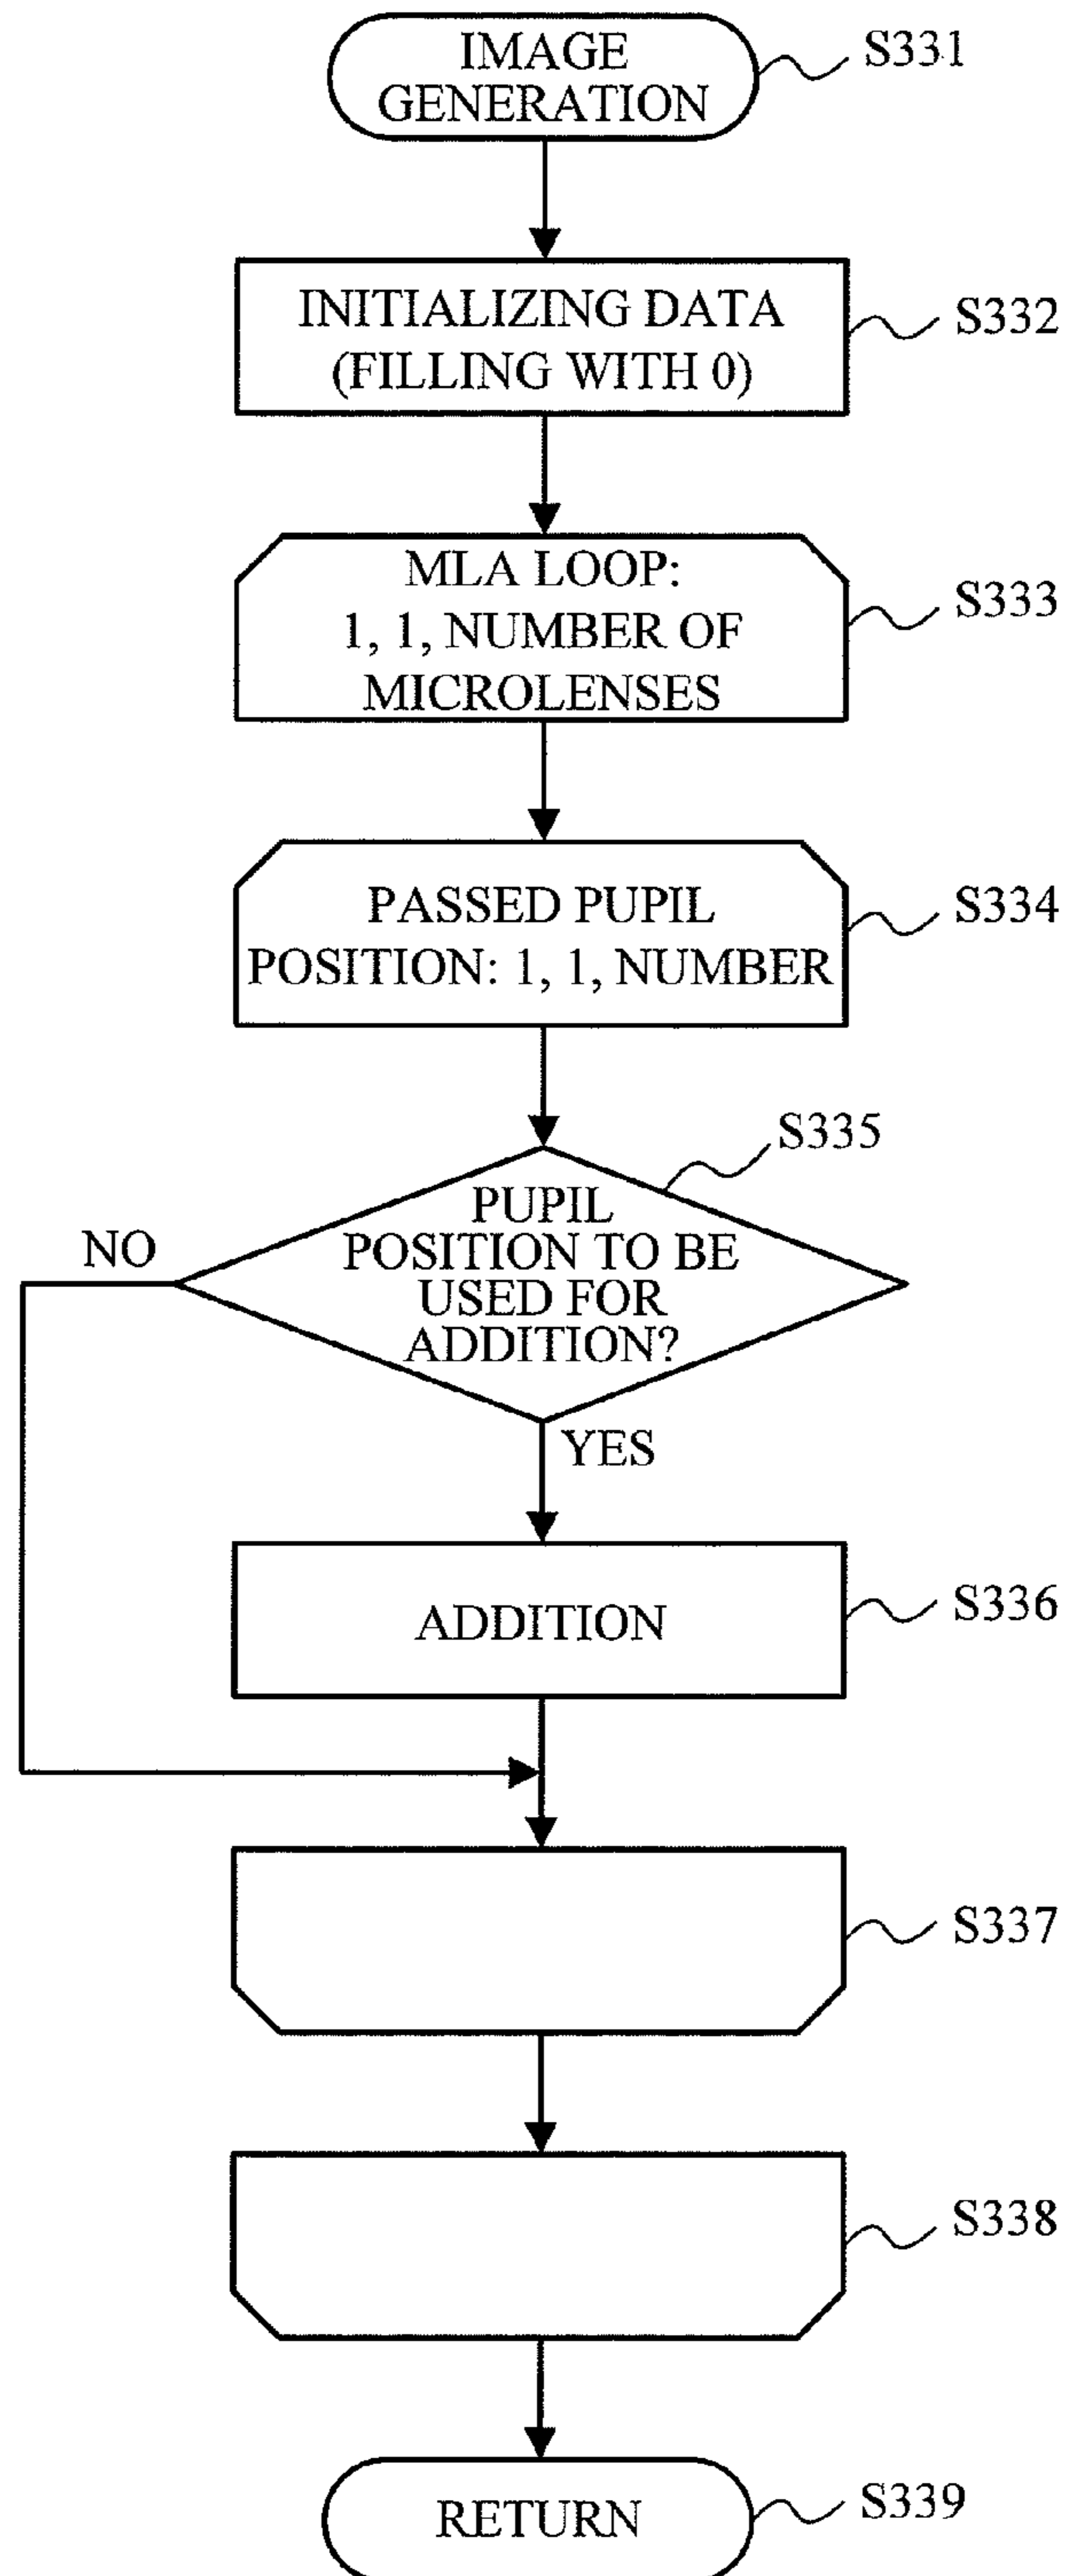 IMAGE
GENERATION
S331
INITIALIZING DATA
(FILLING WITH 0)
S332
MLA LOOP:
1, 1, NUMBER OF
MICROLENSES
S333
PASSED PUPIL
POSITION: 1, 1, NUMBER
S334
S335
PUPIL
POSITION TO BE
USED FOR
ADDITION?
NO
YES
ADDITION
S336
S337
S338
RETURN
S339